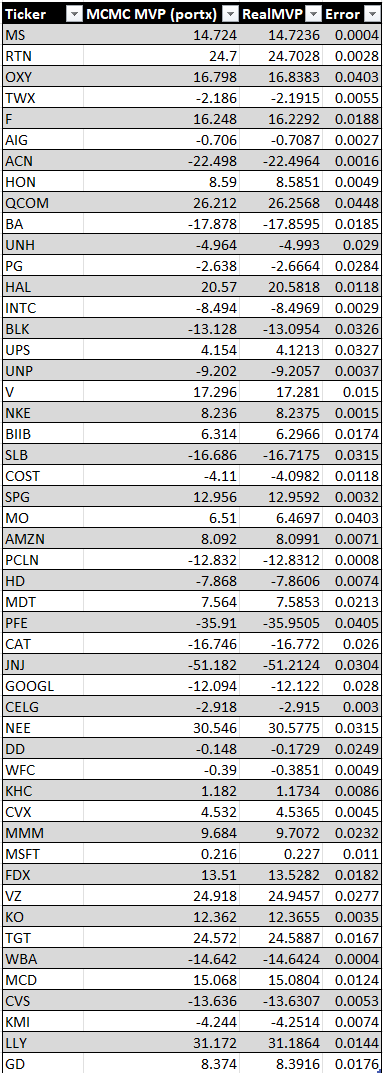 Ticker MCMC MVP (portx) RealMVP Error
MS 14.724 14.7236 0.0004
RTN 24.7 24.7028 0.0028
OXY 16.798 16.8383 0.0403
TWX -2.186 -2.1915 0.0055
F 16.248 16.2292 0.0188
AIG -0.706 -0.7087 0.0027
ACN -22.498 -22.4964 0.0016
HON 8.59 8.5851 0.0049
QCOM 26.212 26.2568 0.0448
BA -17.878 -17.8595 0.0185
UNH -4.964 -4.993 0.029
PG -2.638 -2.6664 0.0284
HAL 20.57 20.5818 0.0118
INTC -8.494 -8.4969 0.0029
BLK -13.128 -13.0954 0.0326
UPS 4.154 4.1213 0.0327
UNP -9.202 -9.2057 0.0037
V 17.296 17.281 0.015
NKE 8.236 8.2375 0.0015
BIIB 6.314 6.2966 0.0174
SLB -16.686 -16.7175 0.0315
COST -4.11 -4.0982 0.0118
SPG 12.956 12.9592 0.0032
MO 6.51 6.4697 0.0403
AMZN 8.092 8.0991 0.0071
PCLN -12.832 -12.8312 0.0008
HD -7.868 -7.8606 0.0074
MDT 7.564 7.5853 0.0213
PFE -35.91 -35.9505 0.0405
CAT -16.746 -16.772 0.026
JNJ -51.182 -51.2124 0.0304
GOOGL -12.094 -12.122 0.028
CELG -2.918 -2.915 0.003
NEE 30.546 30.5775 0.0315
DD -0.148 -0.1729 0.0249
WFC -0.39 -0.3851 0.0049
KHC 1.182 1.1734 0.0086
CVX 4.532 4.5365 0.0045
MMM 9.684 9.7072 0.0232
MSFT 0.216 0.227 0.011
FDX 13.51 13.5282 0.0182
VZ 24.918 24.9457 0.0277
KO 12.362 12.3655 0.0035
TGT 24.572 24.5887 0.0167
WBA -14.642 -14.6424 0.0004
MCD 15.068 15.0804 0.0124
CVS -13.636 -13.6307 0.0053
KMI -4.244 -4.2514 0.0074
LLY 31.172 31.1864 0.0144
GD 8.374 8.3916 0.0176